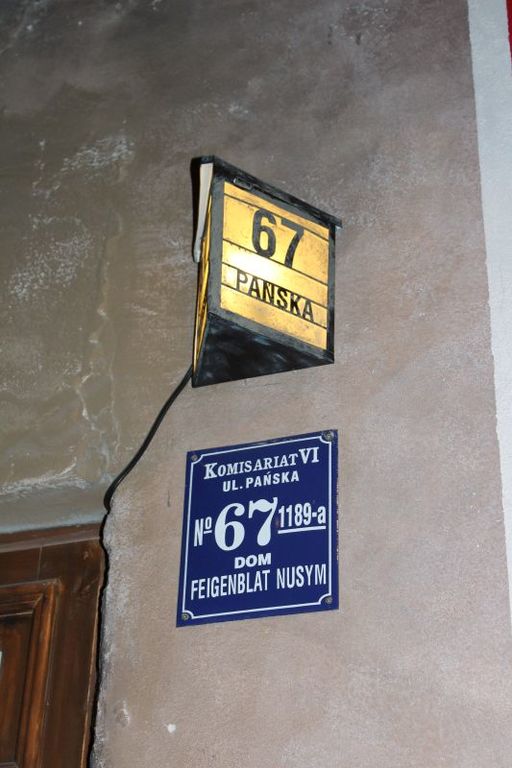 67
PAŃSKA
KOMISARIAT VI
UL. PAŃSKA
Nº 67 1189-a
DOM
FEIGENBLAT NUSYM